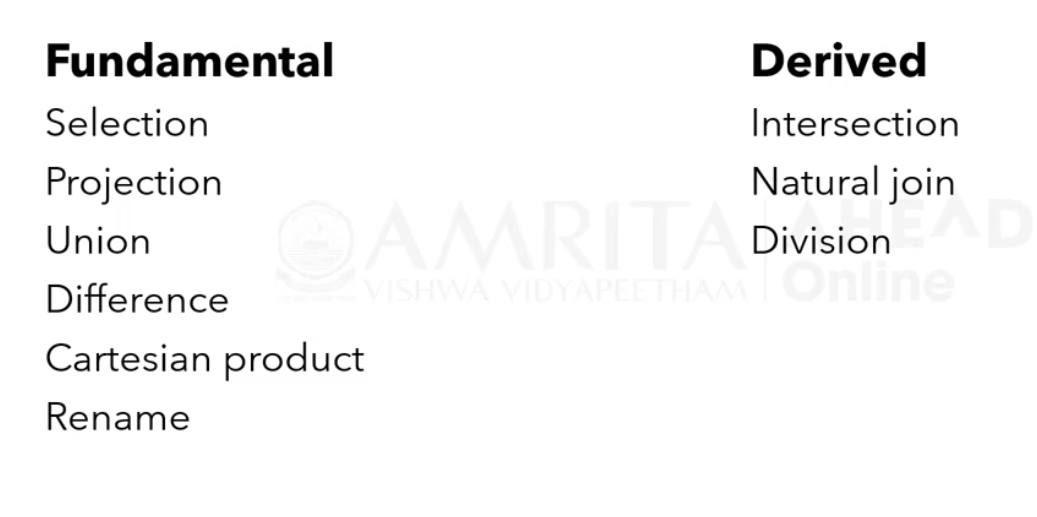 Fundamental
Selection
Projection
Union
Difference
Cartesian product
Rename
Derived
Intersection
Natural join
Division
AMRITA
VISHWA VIDYAPEETHAM
AHEAD
Online